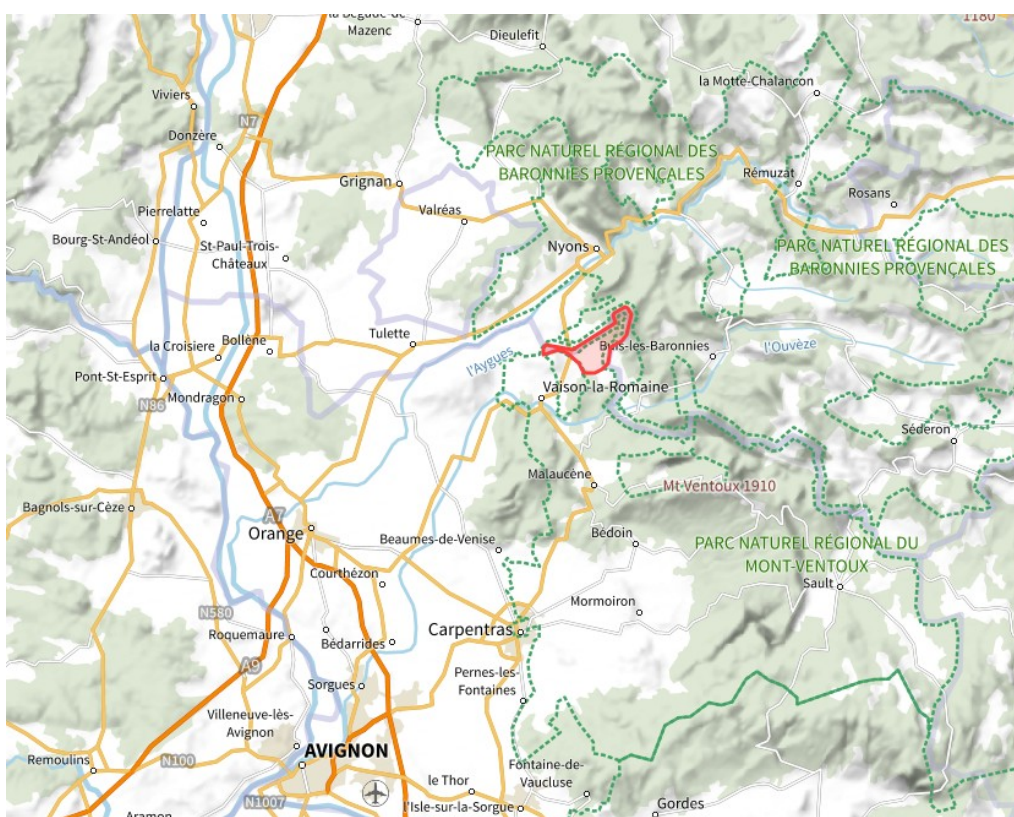 la Bégude-de-
Mazenc
1180
Dieulefit
la Motte-Chalancon
Viviers
N7
Donzère
PARC NATUREL RÉGIONAL DES
BARONNIES PROVENÇALES
Rémuzat
Grignan
Rosans
Pierrelatte
Valréas
Bourg-St-Andéol
St-Paul-Trois-
Châteaux
Nyons
PARC NATUREL RÉGIONAL DES
BARONNIES PROVENÇALES
Tulette
la Croisiere
Bollène
Buis-les-Baronnies
l'Ouvèze
l'Aygues
Pont-St-Esprit
Vaison-la-Romaine
Mondragon
N86
Séderon
Malaucène
Mt Ventoux 1910
Bagnols-sur-Cèze
A7
Orange
Beaumes-de-Venise
Bédoin
PARC NATUREL RÉGIONAL DU
MONT-VENTOUX
Courthézon
Sault
Mormoiron
N580
Roquemaure
Carpentras
Bédarrides
A9
Pernes-les-
Fontaines
Sorgues
Villeneuve-lès-
Avignon
AVIGNON
Remoulins
N100
Fontaine-de-
Vaucluse
le Thor
N1007
l'Isle-sur-la-Sorgue
Gordes
Aramon